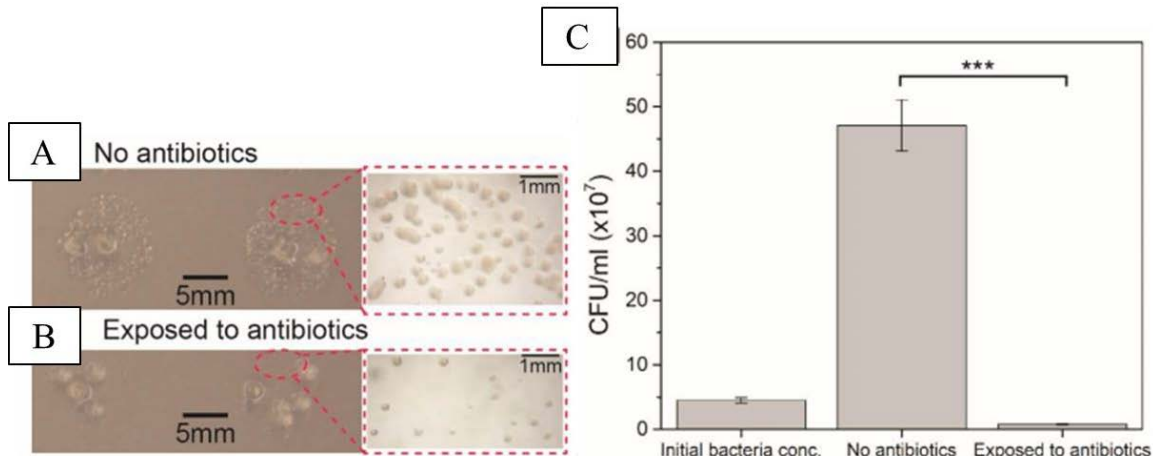 A
No antibiotics
1mm
5mm
B
Exposed to antibiotics
1mm
5mm
C
60
50
40
30
20
10
0
CFU/ml (x10⁷)
***
Initial bacteria conc.
No antibiotics
Exposed to antibiotics